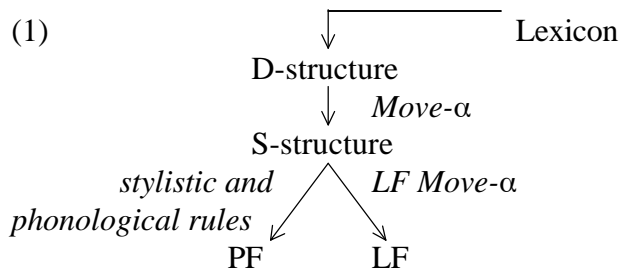 (1) Lexicon
D-structure
Move-α
S-structure
stylistic and LF Move-α
phonological rules
PF LF